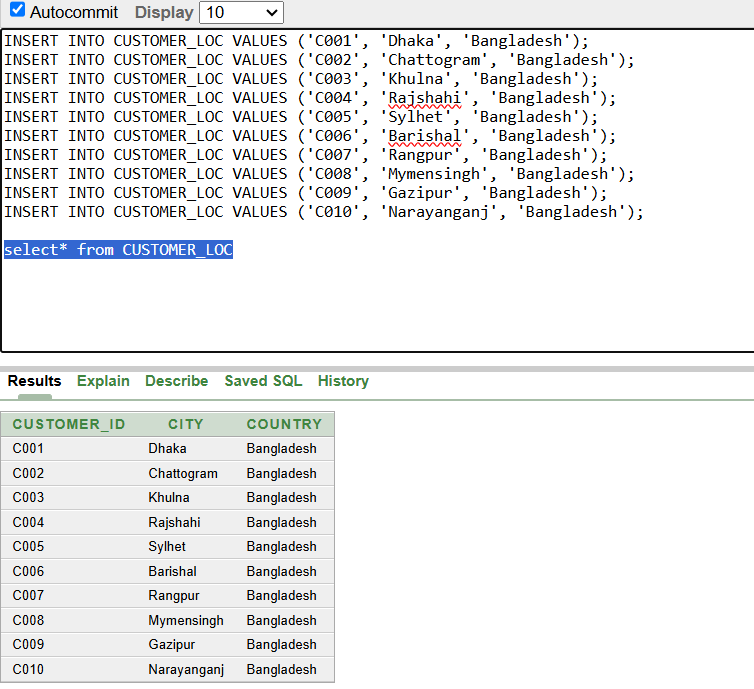 Autocommit Display 10
INSERT INTO CUSTOMER_LOC VALUES ('C001', 'Dhaka', 'Bangladesh');
INSERT INTO CUSTOMER_LOC VALUES ('C002', 'Chattogram', 'Bangladesh');
INSERT INTO CUSTOMER_LOC VALUES ('C003', 'Khulna', 'Bangladesh');
INSERT INTO CUSTOMER_LOC VALUES ('C004', 'Rajshahi', 'Bangladesh');
INSERT INTO CUSTOMER_LOC VALUES ('C005', 'Sylhet', 'Bangladesh');
INSERT INTO CUSTOMER_LOC VALUES ('C006', 'Barishal', 'Bangladesh');
INSERT INTO CUSTOMER_LOC VALUES ('C007', 'Rangpur', 'Bangladesh');
INSERT INTO CUSTOMER_LOC VALUES ('C008', 'Mymensingh', 'Bangladesh');
INSERT INTO CUSTOMER_LOC VALUES ('C009', 'Gazipur', 'Bangladesh');
INSERT INTO CUSTOMER_LOC VALUES ('C010', 'Narayanganj', 'Bangladesh');
select* from CUSTOMER_LOC
Results Explain Describe Saved SQL History
CUSTOMER_ID CITY COUNTRY
C001 Dhaka Bangladesh
C002 Chattogram Bangladesh
C003 Khulna Bangladesh
C004 Rajshahi Bangladesh
C005 Sylhet Bangladesh
C006 Barishal Bangladesh
C007 Rangpur Bangladesh
C008 Mymensingh Bangladesh
C009 Gazipur Bangladesh
C010 Narayanganj Bangladesh